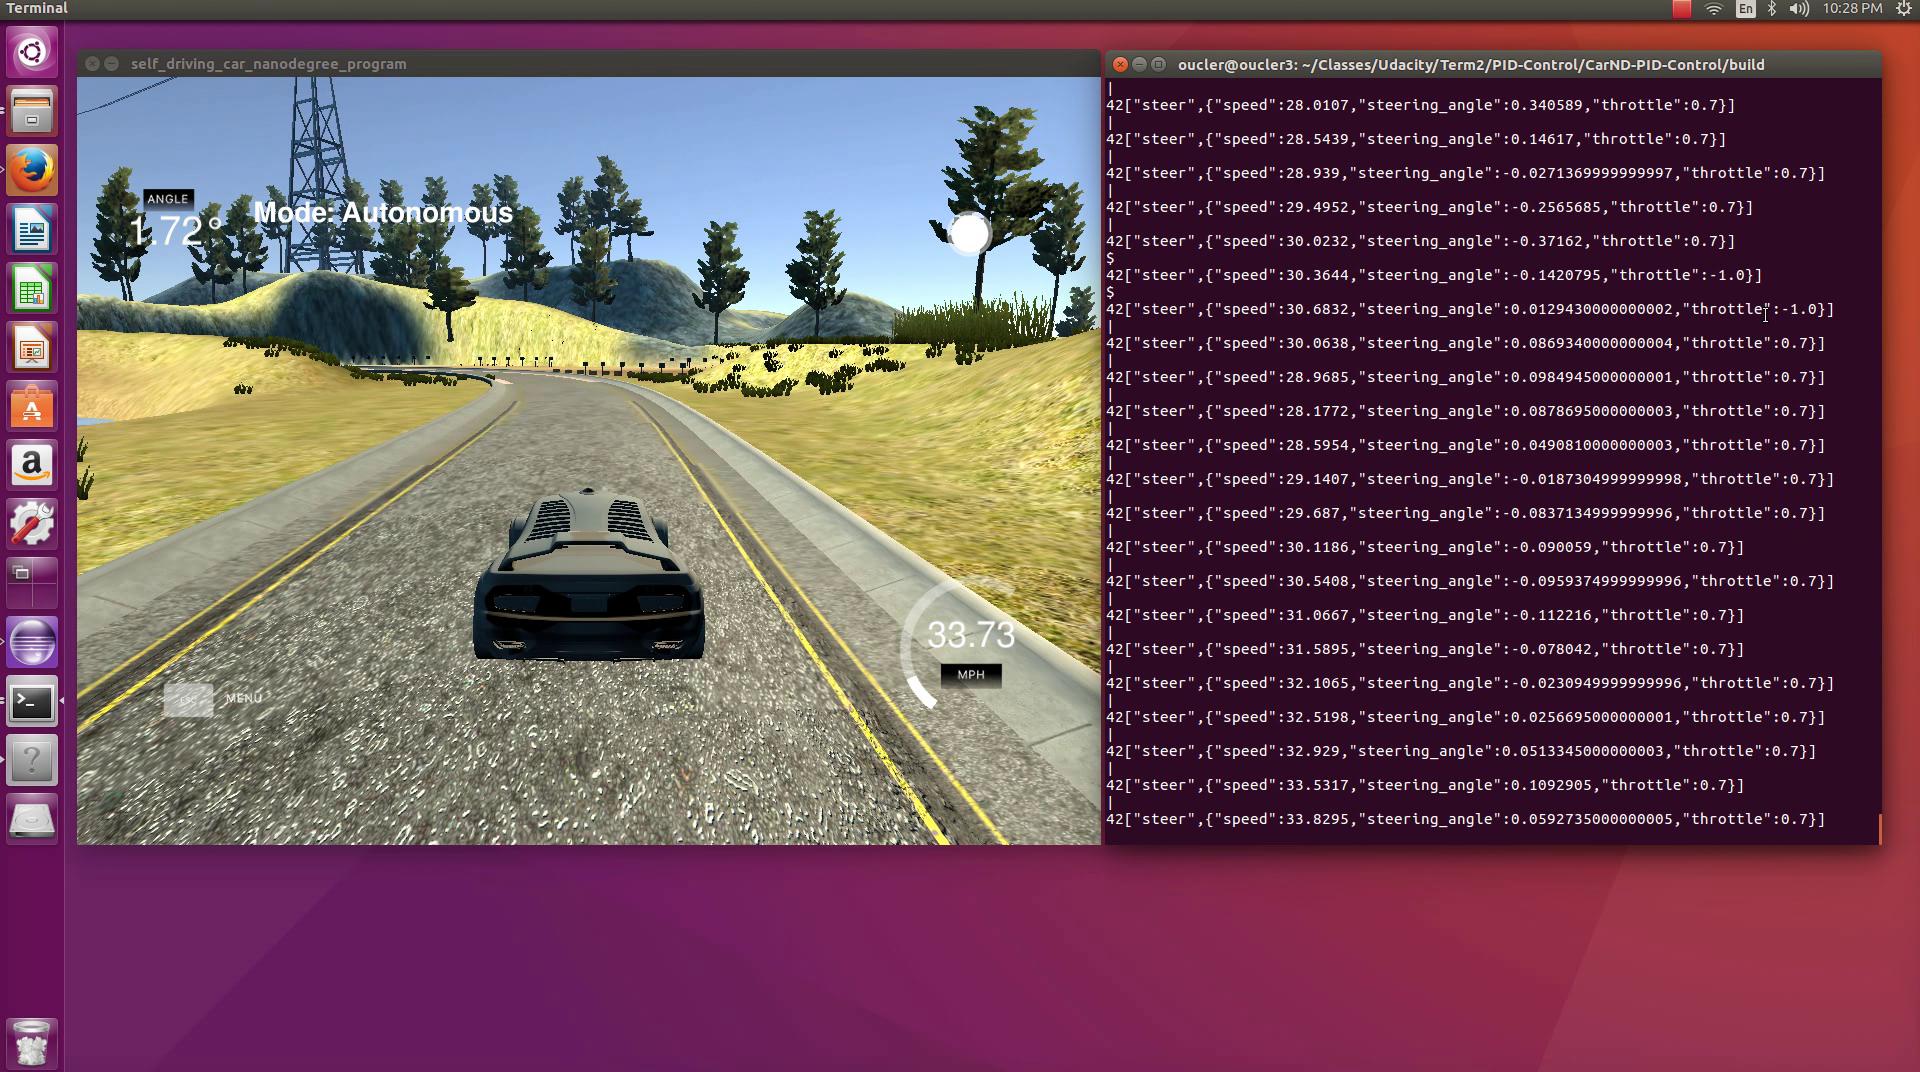 Terminal
En
10:28 PM
self_driving_car_nanodegree_program
ANGLE
1.72°
Mode: Autonomous
33.73
MPH
ESC
MENU
oucler@oucler3: ~/Classes/Udacity/Term2/PID-Control/CarND-PID-Control/build
|
42["steer",{"speed":28.0107,"steering_angle":0.340589,"throttle":0.7}]
|
42["steer",{"speed":28.5439,"steering_angle":0.14617,"throttle":0.7}]
|
42["steer",{"speed":28.939,"steering_angle":-0.0271369999999997,"throttle":0.7}]
|
42["steer",{"speed":29.4952,"steering_angle":-0.2565685,"throttle":0.7}]
|
42["steer",{"speed":30.0232,"steering_angle":-0.37162,"throttle":0.7}]
$
42["steer",{"speed":30.3644,"steering_angle":-0.1420795,"throttle":-1.0}]
$
42["steer",{"speed":30.6832,"steering_angle":0.0129430000000002,"throttle":-1.0}]
|
42["steer",{"speed":30.0638,"steering_angle":0.0869340000000004,"throttle":0.7}]
|
42["steer",{"speed":28.9685,"steering_angle":0.0984945000000001,"throttle":0.7}]
|
42["steer",{"speed":28.1772,"steering_angle":0.0878695000000003,"throttle":0.7}]
|
42["steer",{"speed":28.5954,"steering_angle":0.0490810000000003,"throttle":0.7}]
|
42["steer",{"speed":29.1407,"steering_angle":-0.0187304999999998,"throttle":0.7}]
|
42["steer",{"speed":29.687,"steering_angle":-0.0837134999999996,"throttle":0.7}]
|
42["steer",{"speed":30.1186,"steering_angle":-0.090059,"throttle":0.7}]
|
42["steer",{"speed":30.5408,"steering_angle":-0.0959374999999996,"throttle":0.7}]
|
42["steer",{"speed":31.0667,"steering_angle":-0.112216,"throttle":0.7}]
|
42["steer",{"speed":31.5895,"steering_angle":-0.078042,"throttle":0.7}]
|
42["steer",{"speed":32.1065,"steering_angle":-0.0230949999999996,"throttle":0.7}]
|
42["steer",{"speed":32.5198,"steering_angle":0.0256695000000001,"throttle":0.7}]
|
42["steer",{"speed":32.929,"steering_angle":0.0513345000000003,"throttle":0.7}]
|
42["steer",{"speed":33.5317,"steering_angle":0.1092905,"throttle":0.7}]
|
42["steer",{"speed":33.8295,"steering_angle":0.0592735000000005,"throttle":0.7}]